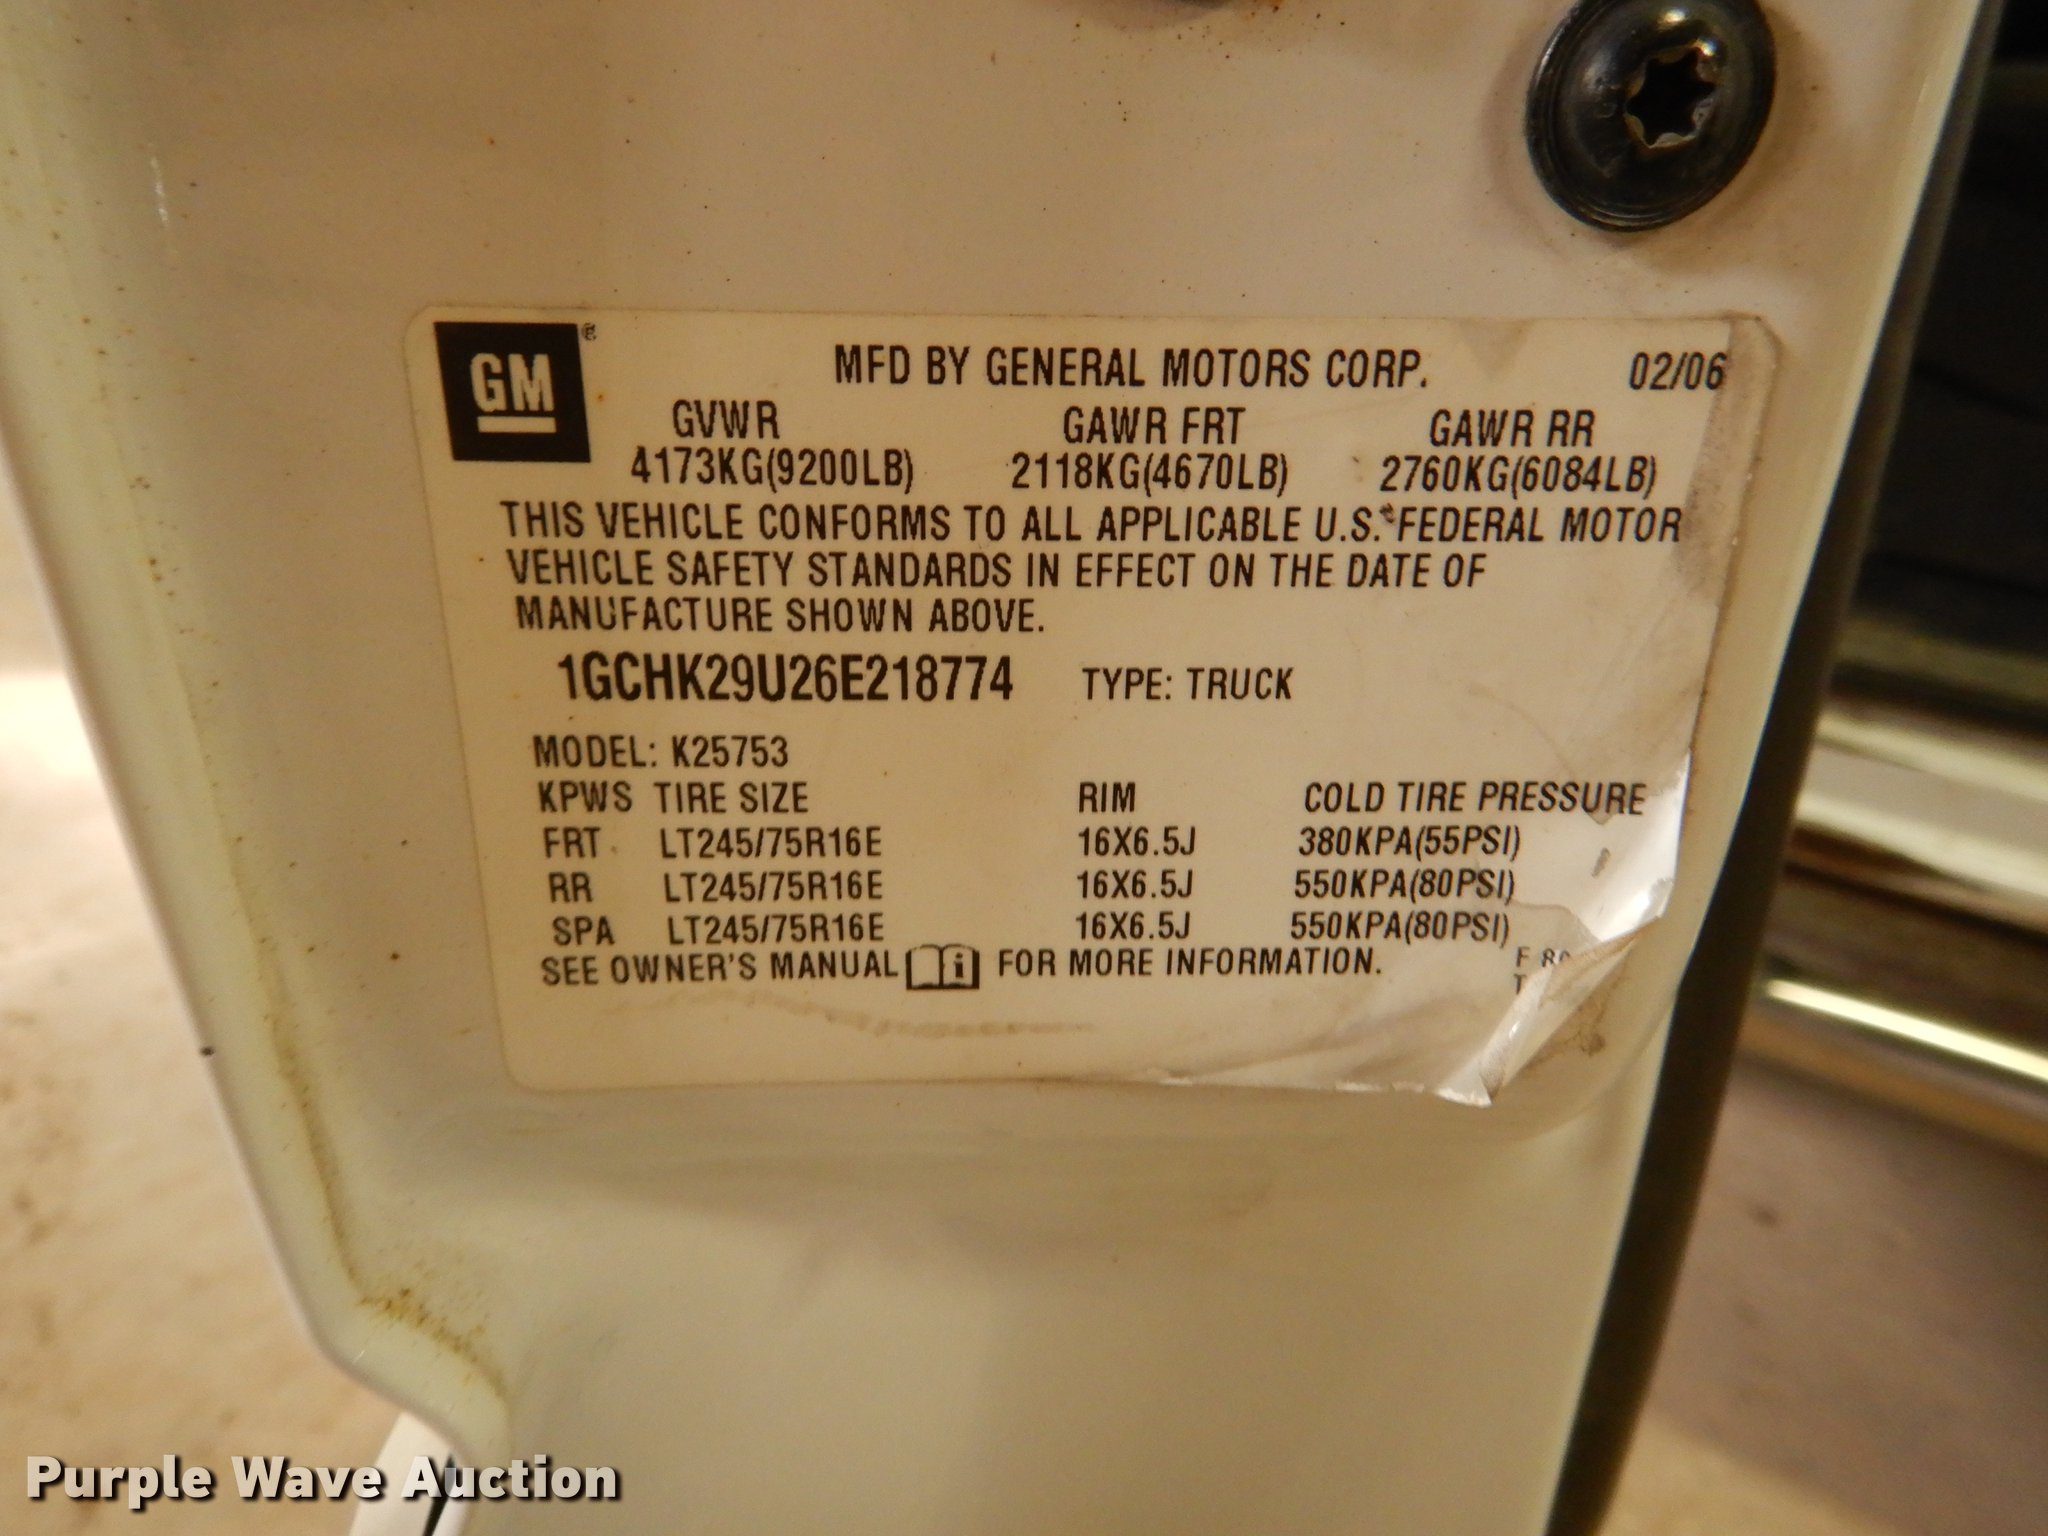 GM ®
MFD BY GENERAL MOTORS CORP. 02/06
GVWR GAWR FRT GAWR RR
4173KG(9200LB) 2118KG(4670LB) 2760KG(6084LB)
THIS VEHICLE CONFORMS TO ALL APPLICABLE U.S. FEDERAL MOTOR
VEHICLE SAFETY STANDARDS IN EFFECT ON THE DATE OF
MANUFACTURE SHOWN ABOVE.
1GCHK29U26E218774 TYPE: TRUCK
MODEL: K25753
KPWS TIRE SIZE RIM COLD TIRE PRESSURE
FRT LT245/75R16E 16X6.5J 380KPA(55PSI)
RR LT245/75R16E 16X6.5J 550KPA(80PSI)
SPA LT245/75R16E 16X6.5J 550KPA(80PSI)
SEE OWNER'S MANUAL i FOR MORE INFORMATION.
F
Purple Wave Auction